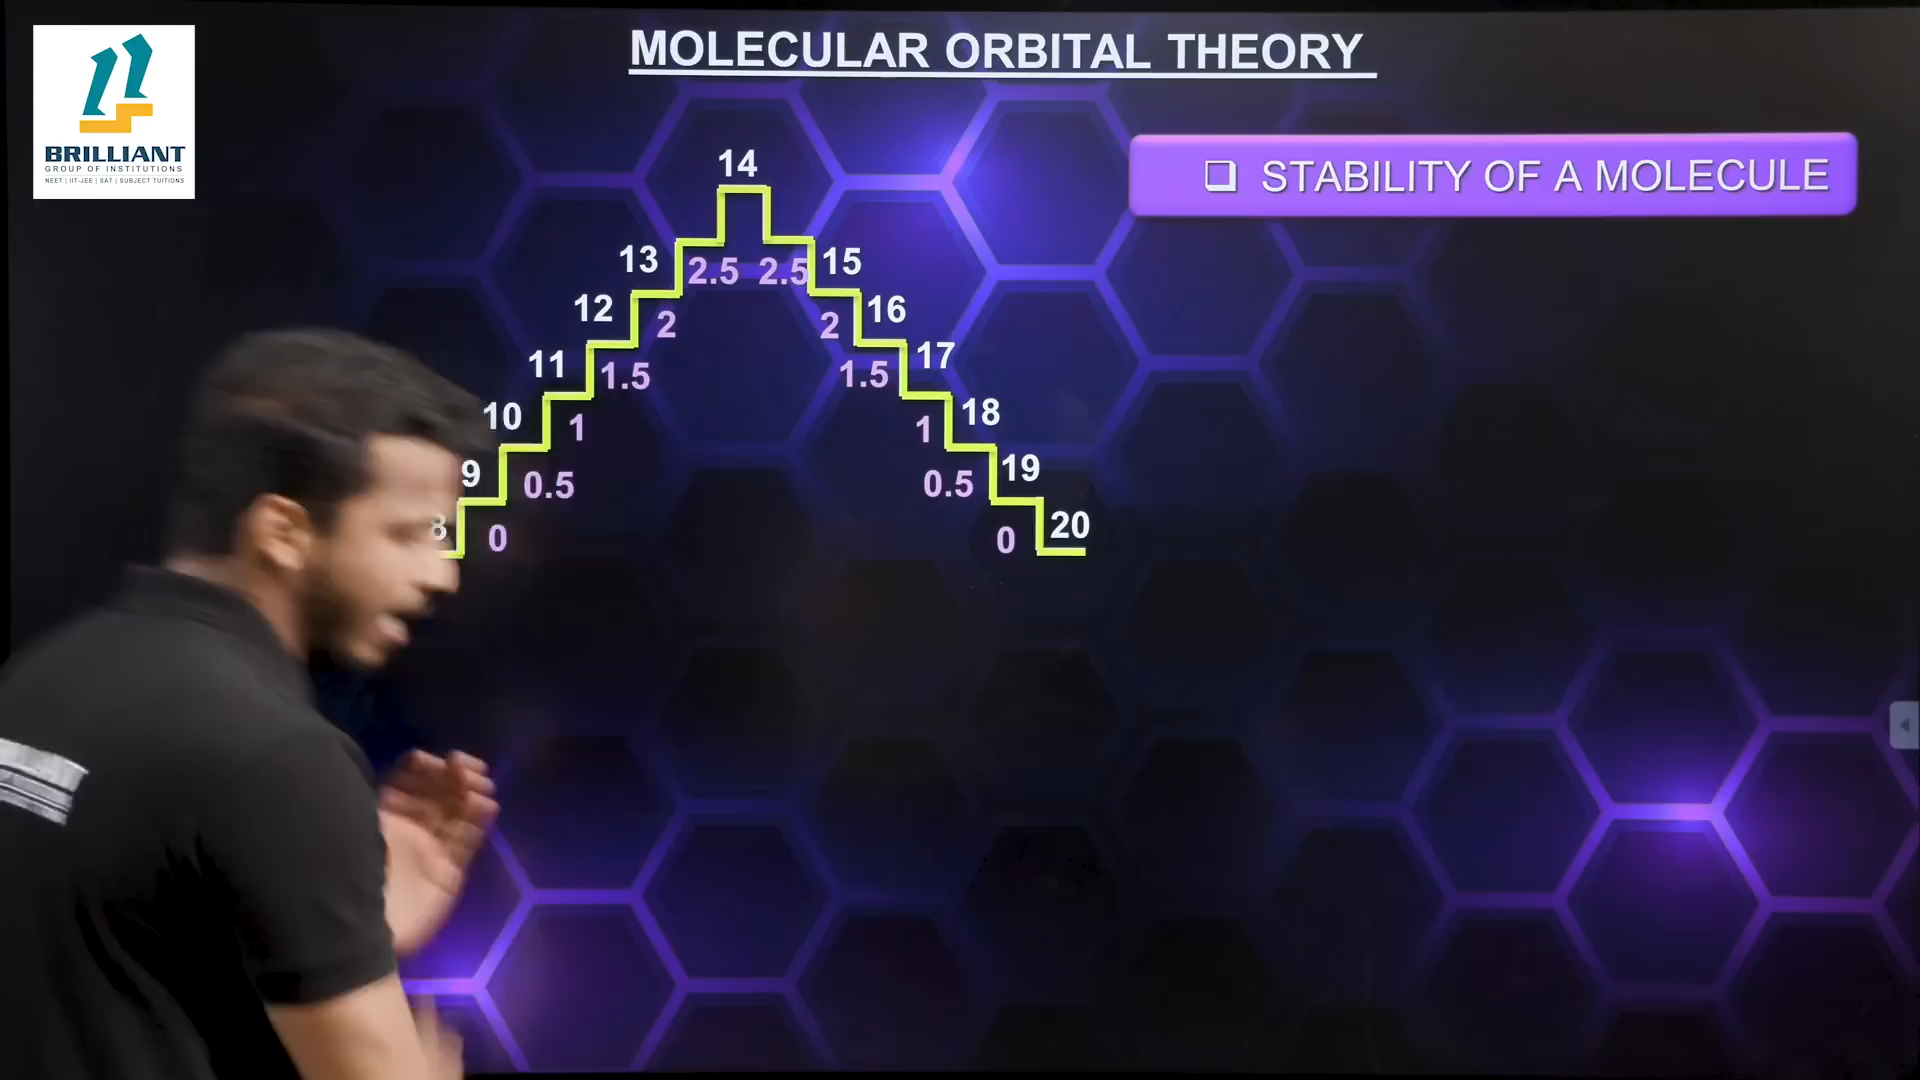 BRILLIANT
GROUP OF INSTITUTIONS
NEET | IIT-JEE | SAT | SUBJECT TUITIONS
MOLECULAR ORBITAL THEORY
❑ STABILITY OF A MOLECULE
14
13 2.5 2.5 15
12 2 2 16
11 1.5 1.5 17
10 1 1 18
9 0.5 0.5 19
8 0 0 20